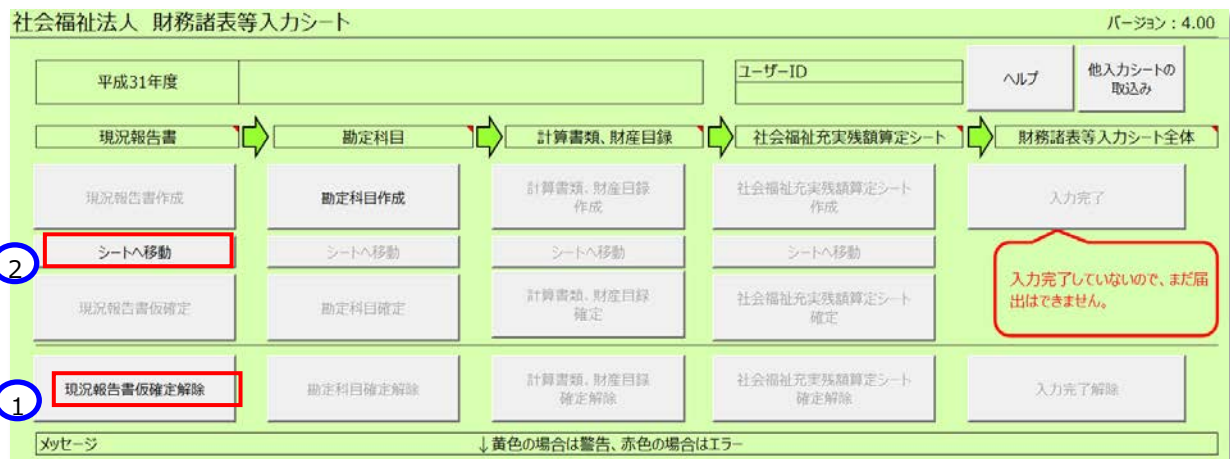 社会福祉法人 財務諸表等入力シート
バージョン：4.00
平成31年度
ユーザーID
ヘルプ
他入力シートの
取込み
現況報告書
勘定科目
計算書類、財産目録
社会福祉充実残額算定シート
財務諸表等入力シート全体
現況報告書作成
勘定科目作成
計算書類、財産目録
作成
社会福祉充実残額算定シート
作成
入力完了
2
シートへ移動
シートへ移動
シートへ移動
シートへ移動
入力完了していないので、まだ届
出はできません。
現況報告書仮確定
勘定科目確定
計算書類、財産目録
確定
社会福祉充実残額算定シート
確定
1
現況報告書仮確定解除
勘定科目確定解除
計算書類、財産目録
確定解除
社会福祉充実残額算定シート
確定解除
入力完了解除
メッセージ
↓黄色の場合は警告、赤色の場合はエラー